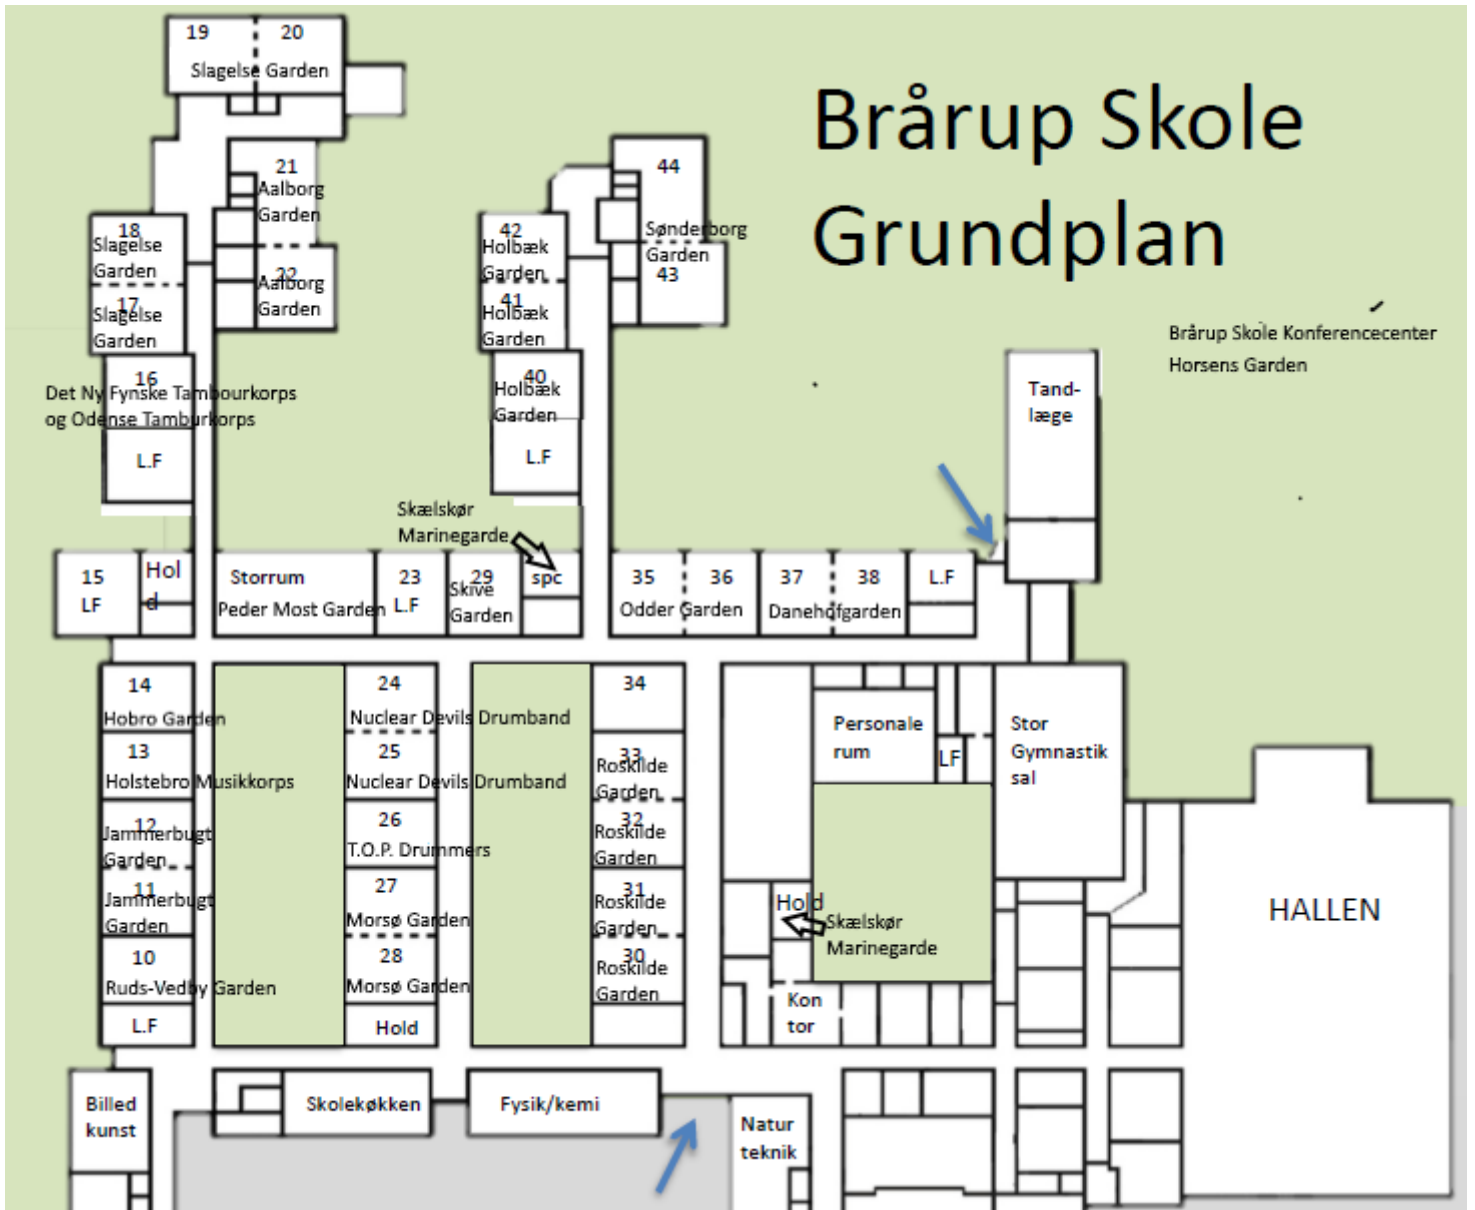 Brårup Skole
Grundplan
19 20
Slagelse Garden
21
Aalborg
Garden
22
Aalborg
Garden
18
Slagelse
Garden
17
Slagelse
Garden
16
Det Ny Fynske Tambourkorps
og Odense Tamburkorps
L.F
42
Holbæk
Garden
41
Holbæk
Garden
40
Holbæk
Garden
L.F
44
Sønderborg
Garden
43
Brårup Skole Konferencecenter
Horsens Garden
Tand-
læge
Skælskør
Marinegarde
15
LF
Hol
d
Storrum
Peder Most Garden
23
L.F
29
Skive
Garden
spc
35 36
Odder Garden
37 38
Danehofgarden
L.F
14
Hobro Garden
13
Holstebro Musikkorps
12
Jammerbugt
Garden
11
Jammerbugt
Garden
10
Ruds-Vedby Garden
L.F
24
Nuclear Devils Drumband
25
Nuclear Devils Drumband
26
T.O.P. Drummers
27
Morsø Garden
28
Morsø Garden
Hold
34
33
Roskilde
Garden
32
Roskilde
Garden
31
Roskilde
Garden
30
Roskilde
Garden
Personale
rum
LF
Stor
Gymnastik
sal
Hold
Skælskør
Marinegarde
Kon
tor
HALLEN
Billed
kunst
Skolekøkken
Fysik/kemi
Natur
teknik